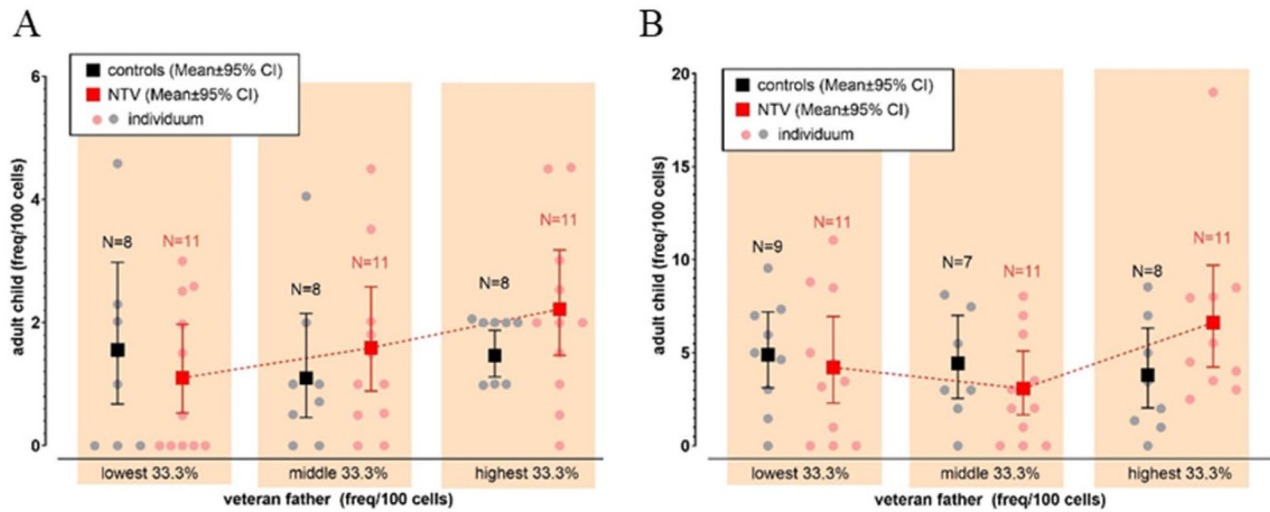 A
B
controls (Mean±95% CI)
NTV (Mean±95% CI)
individuum
adult child (freq/100 cells)
6
4
2
0
N=8
N=11
N=8
N=11
N=8
N=11
lowest 33.3%
middle 33.3%
highest 33.3%
veteran father (freq/100 cells)
controls (Mean±95% CI)
NTV (Mean±95% CI)
individuum
adult child (freq/100 cells)
20
15
10
5
0
N=9
N=11
N=7
N=11
N=8
N=11
lowest 33.3%
middle 33.3%
highest 33.3%
veteran father (freq/100 cells)